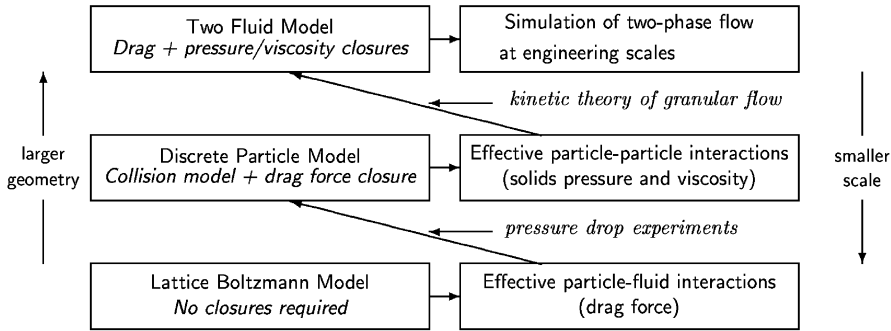 Two Fluid Model
Drag + pressure/viscosity closures
Simulation of two-phase flow
at engineering scales
kinetic theory of granular flow
larger
geometry
Discrete Particle Model
Collision model + drag force closure
Effective particle-particle interactions
(solids pressure and viscosity)
smaller
scale
pressure drop experiments
Lattice Boltzmann Model
No closures required
Effective particle-fluid interactions
(drag force)